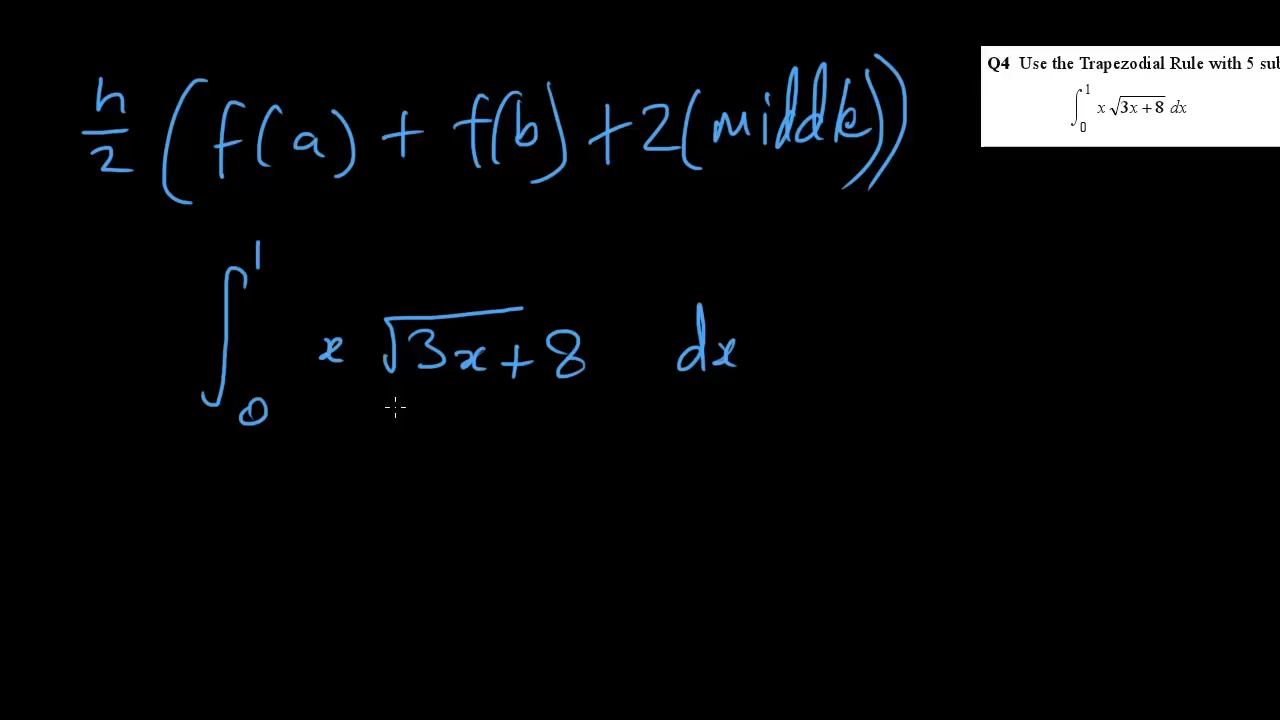 h/2 (f(a) + f(b) + 2(middle))
Q4 Use the Trapezodial Rule with 5 sub
∫₀¹ x √(3x + 8) dx
∫₀¹ x √3x + 8 dx